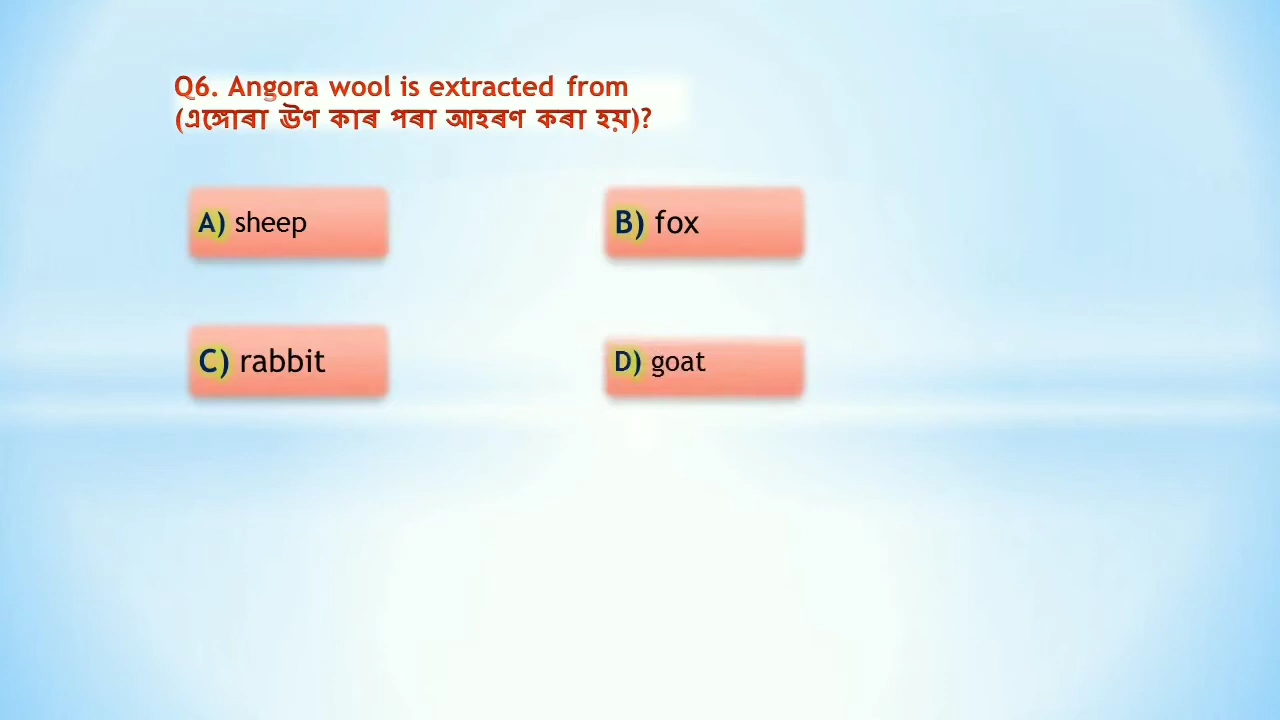 Q6. Angora wool is extracted from
(এঙ্গোৰা ঊণ কাৰ পৰা আহৰণ কৰা হয়)?
A) sheep
B) fox
C) rabbit
D) goat